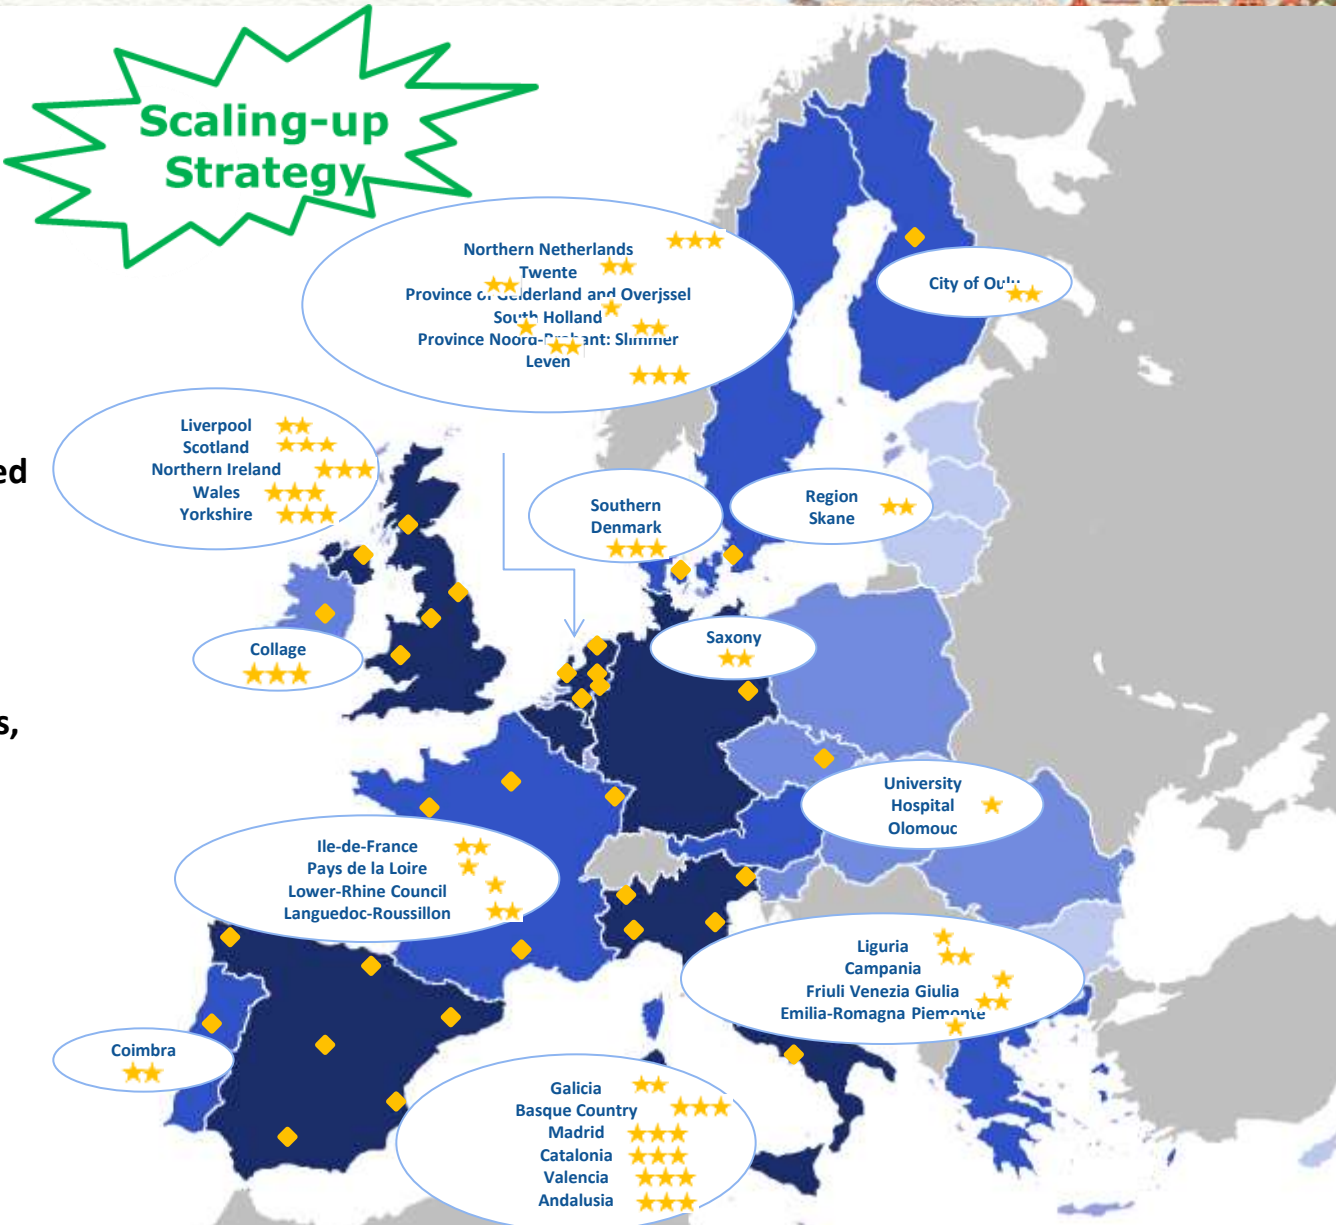 Scaling-up
Strategy
Northern Netherlands
Twente
Province of Gelderland and Overjssel
South Holland
Province Noord-Brabant: Slimmer
Leven
City of Oulu
Liverpool
Scotland
Northern Ireland
Wales
Yorkshire
ed
Southern
Denmark
Region
Skane
Collage
Saxony
s,
University
Hospital
Olomouc
Ile-de-France
Pays de la Loire
Lower-Rhine Council
Languedoc-Roussillon
Liguria
Campania
Friuli Venezia Giulia
Emilia-Romagna Piemonte
Coimbra
Galicia
Basque Country
Madrid
Catalonia
Valencia
Andalusia